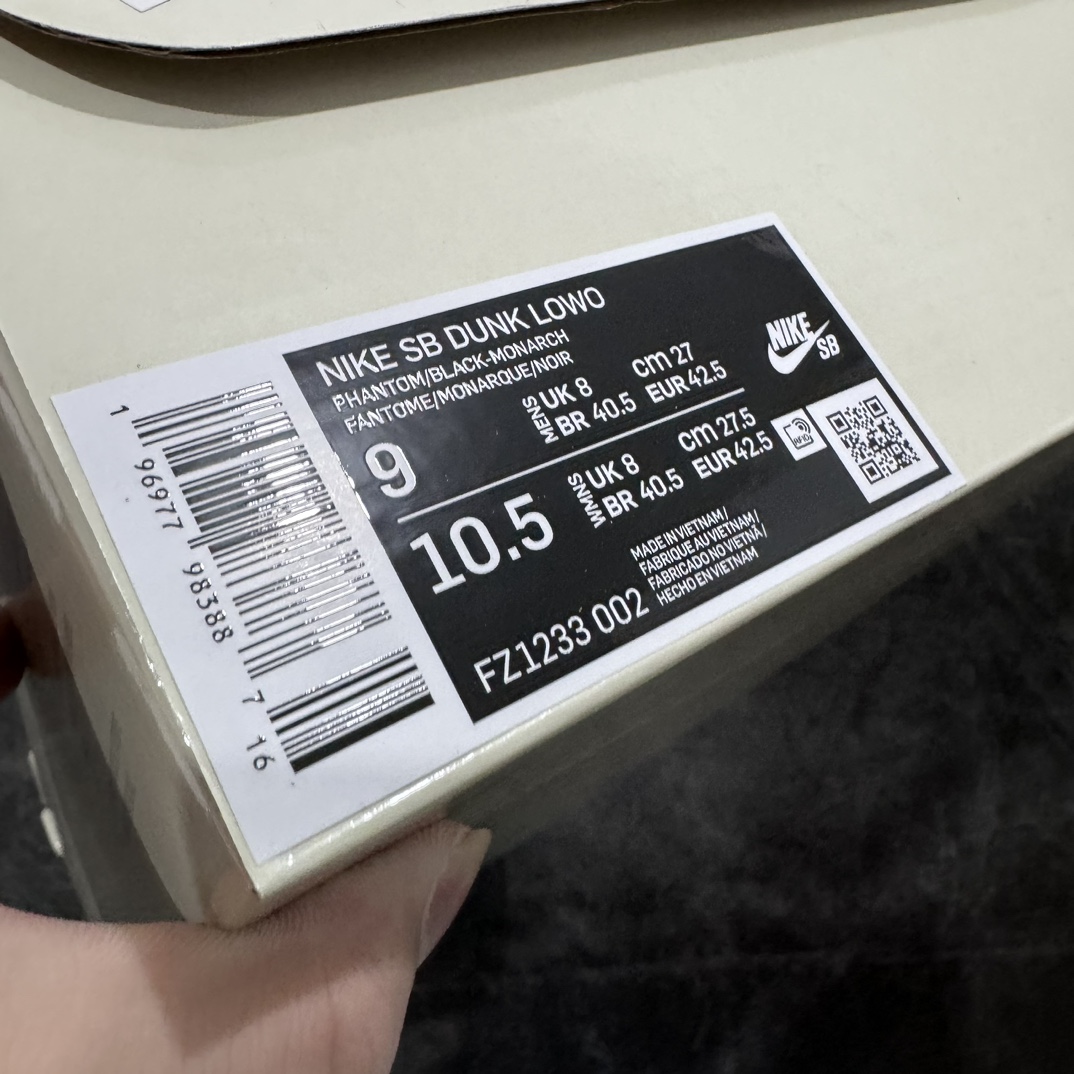 NIKE SB DUNK LOWO
PHANTOM/BLACK-MONARCH
FANTOME/MONARQUE/NOIR
9
MENS
UK 8
cm 27
BR 40.5
EUR 42.5
10.5
WMNS
UK 8
cm 27.5
BR 40.5
EUR 42.5
MADE IN VIETNAM/
FABRIQUE AU VIETNAM/
FABRICADO NO VIETNÃ/
HECHO EN VIETNAM
FZ1233 002
NIKE
SB
RFID
1 96977 98388 7 16